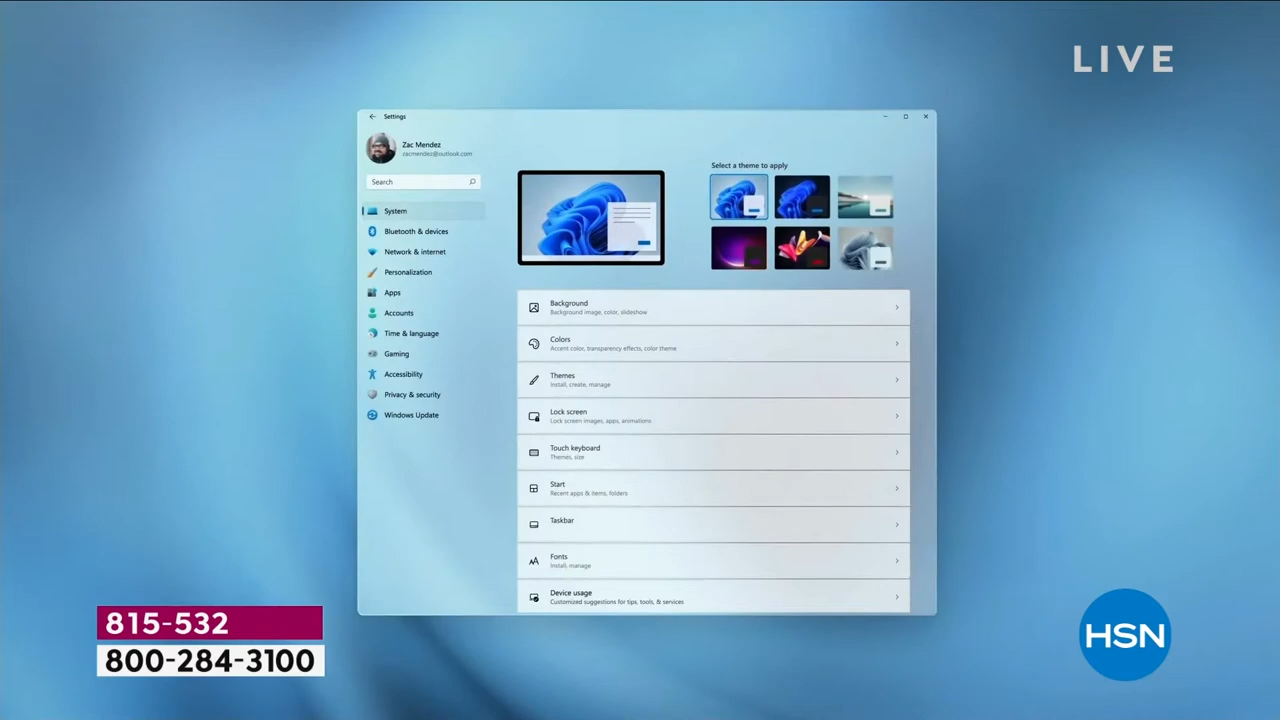 LIVE
Settings
Zac Mendez
zacmendez@outlook.com
Search
System
Bluetooth & devices
Network & internet
Personalization
Apps
Accounts
Time & language
Gaming
Accessibility
Privacy & security
Windows Update
Select a theme to apply
Background
Background image, color, slideshow
Colors
Accent color, transparency effects, color theme
Themes
Install, create, manage
Lock screen
Lock screen images, apps, animations
Touch keyboard
Themes, size
Start
Recent apps & items, folders
Taskbar
Fonts
Install, manage
Device usage
Customized suggestions for tips, tools, & services
815-532
800-284-3100
HSN